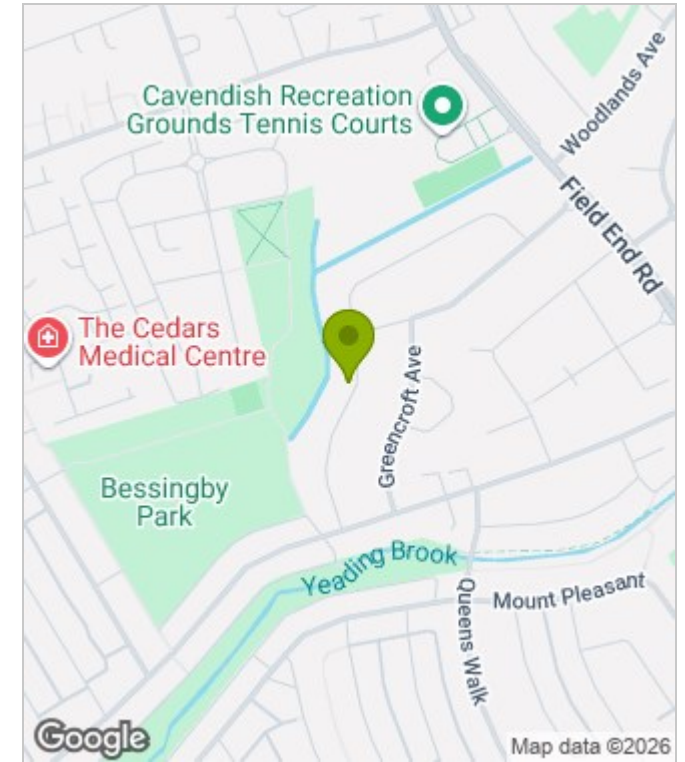 Cavendish Recreation
Grounds Tennis Courts
Woodlands Ave
Field End Rd
The Cedars
Medical Centre
Greencroft Ave
Bessingby
Park
Yeading Brook
Queens Walk
Mount Pleasant
Google
Map data ©2026